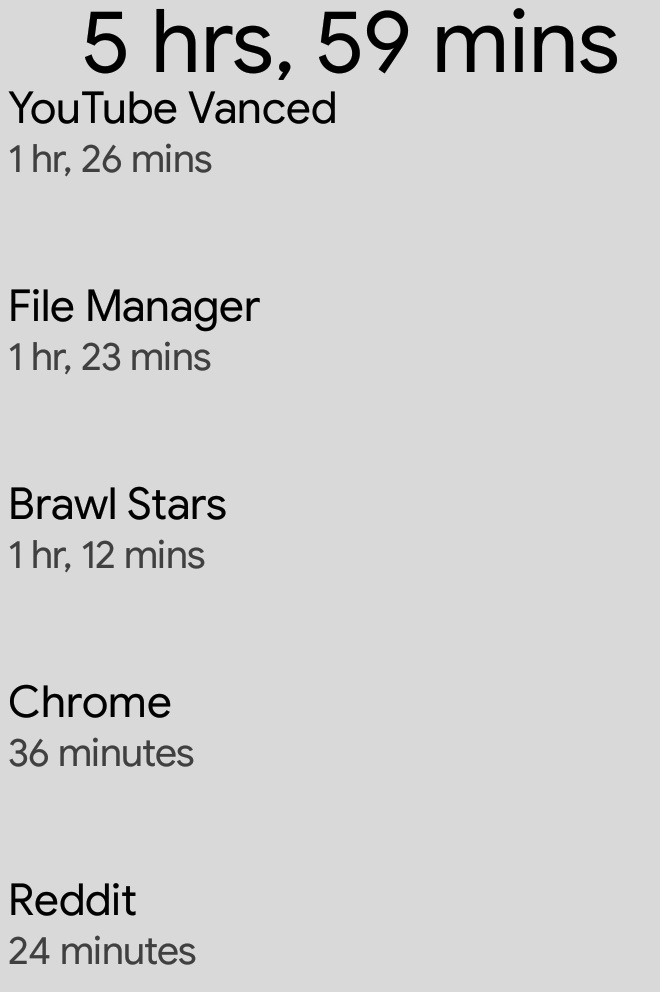 5 hrs, 59 mins
YouTube Vanced
1 hr, 26 mins
File Manager
1 hr, 23 mins
Brawl Stars
1 hr, 12 mins
Chrome
36 minutes
Reddit
24 minutes